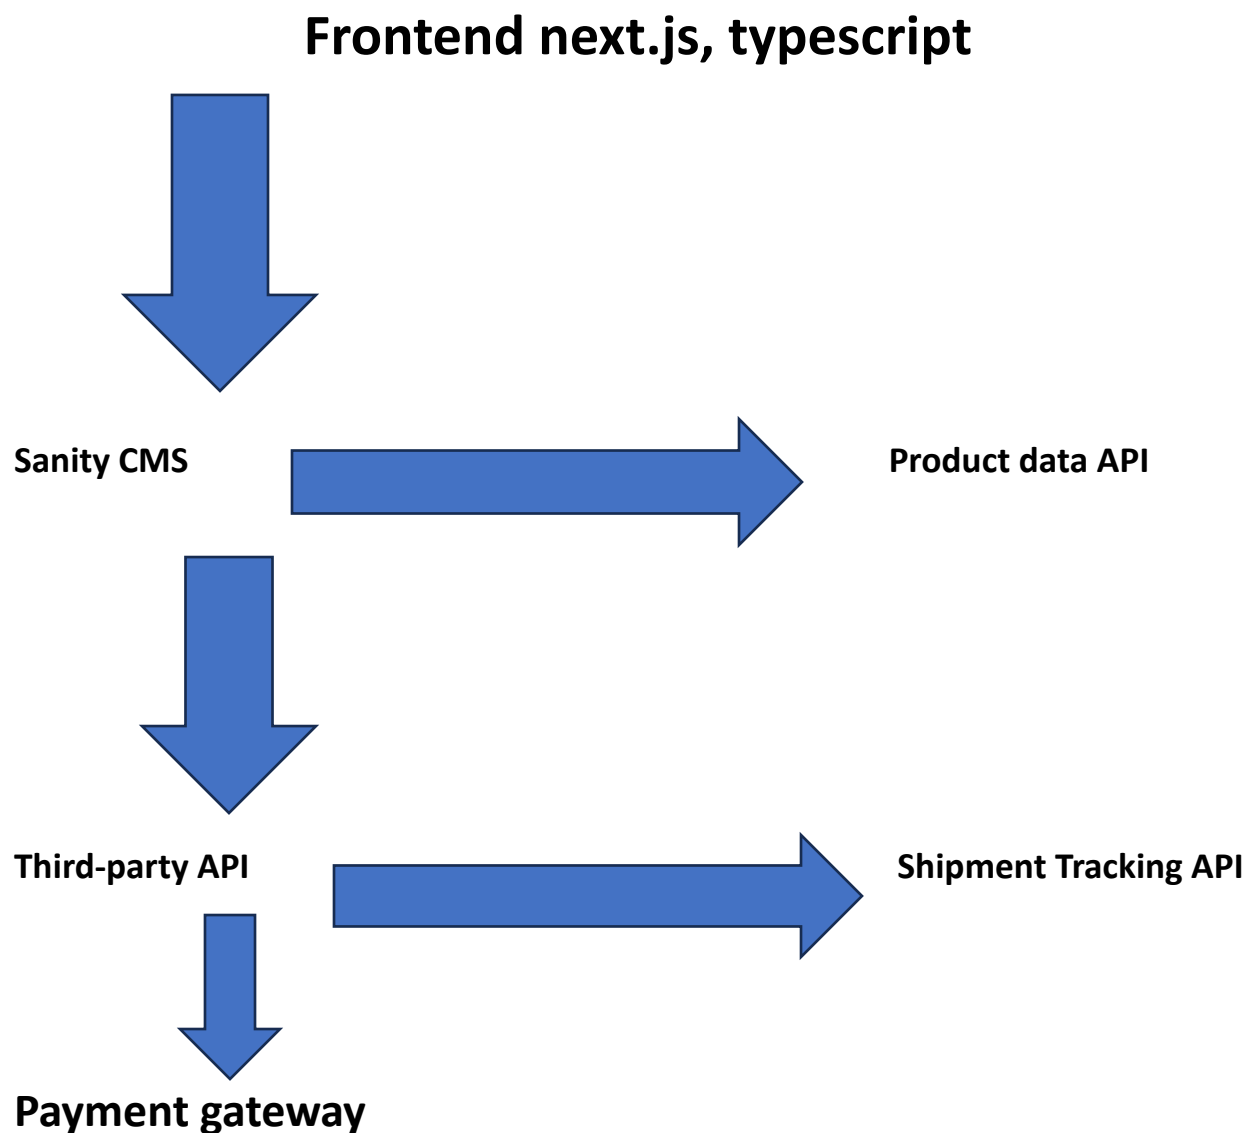 Frontend next.js, typescript
Sanity CMS
Product data API
Third-party API
Shipment Tracking API
Payment gateway